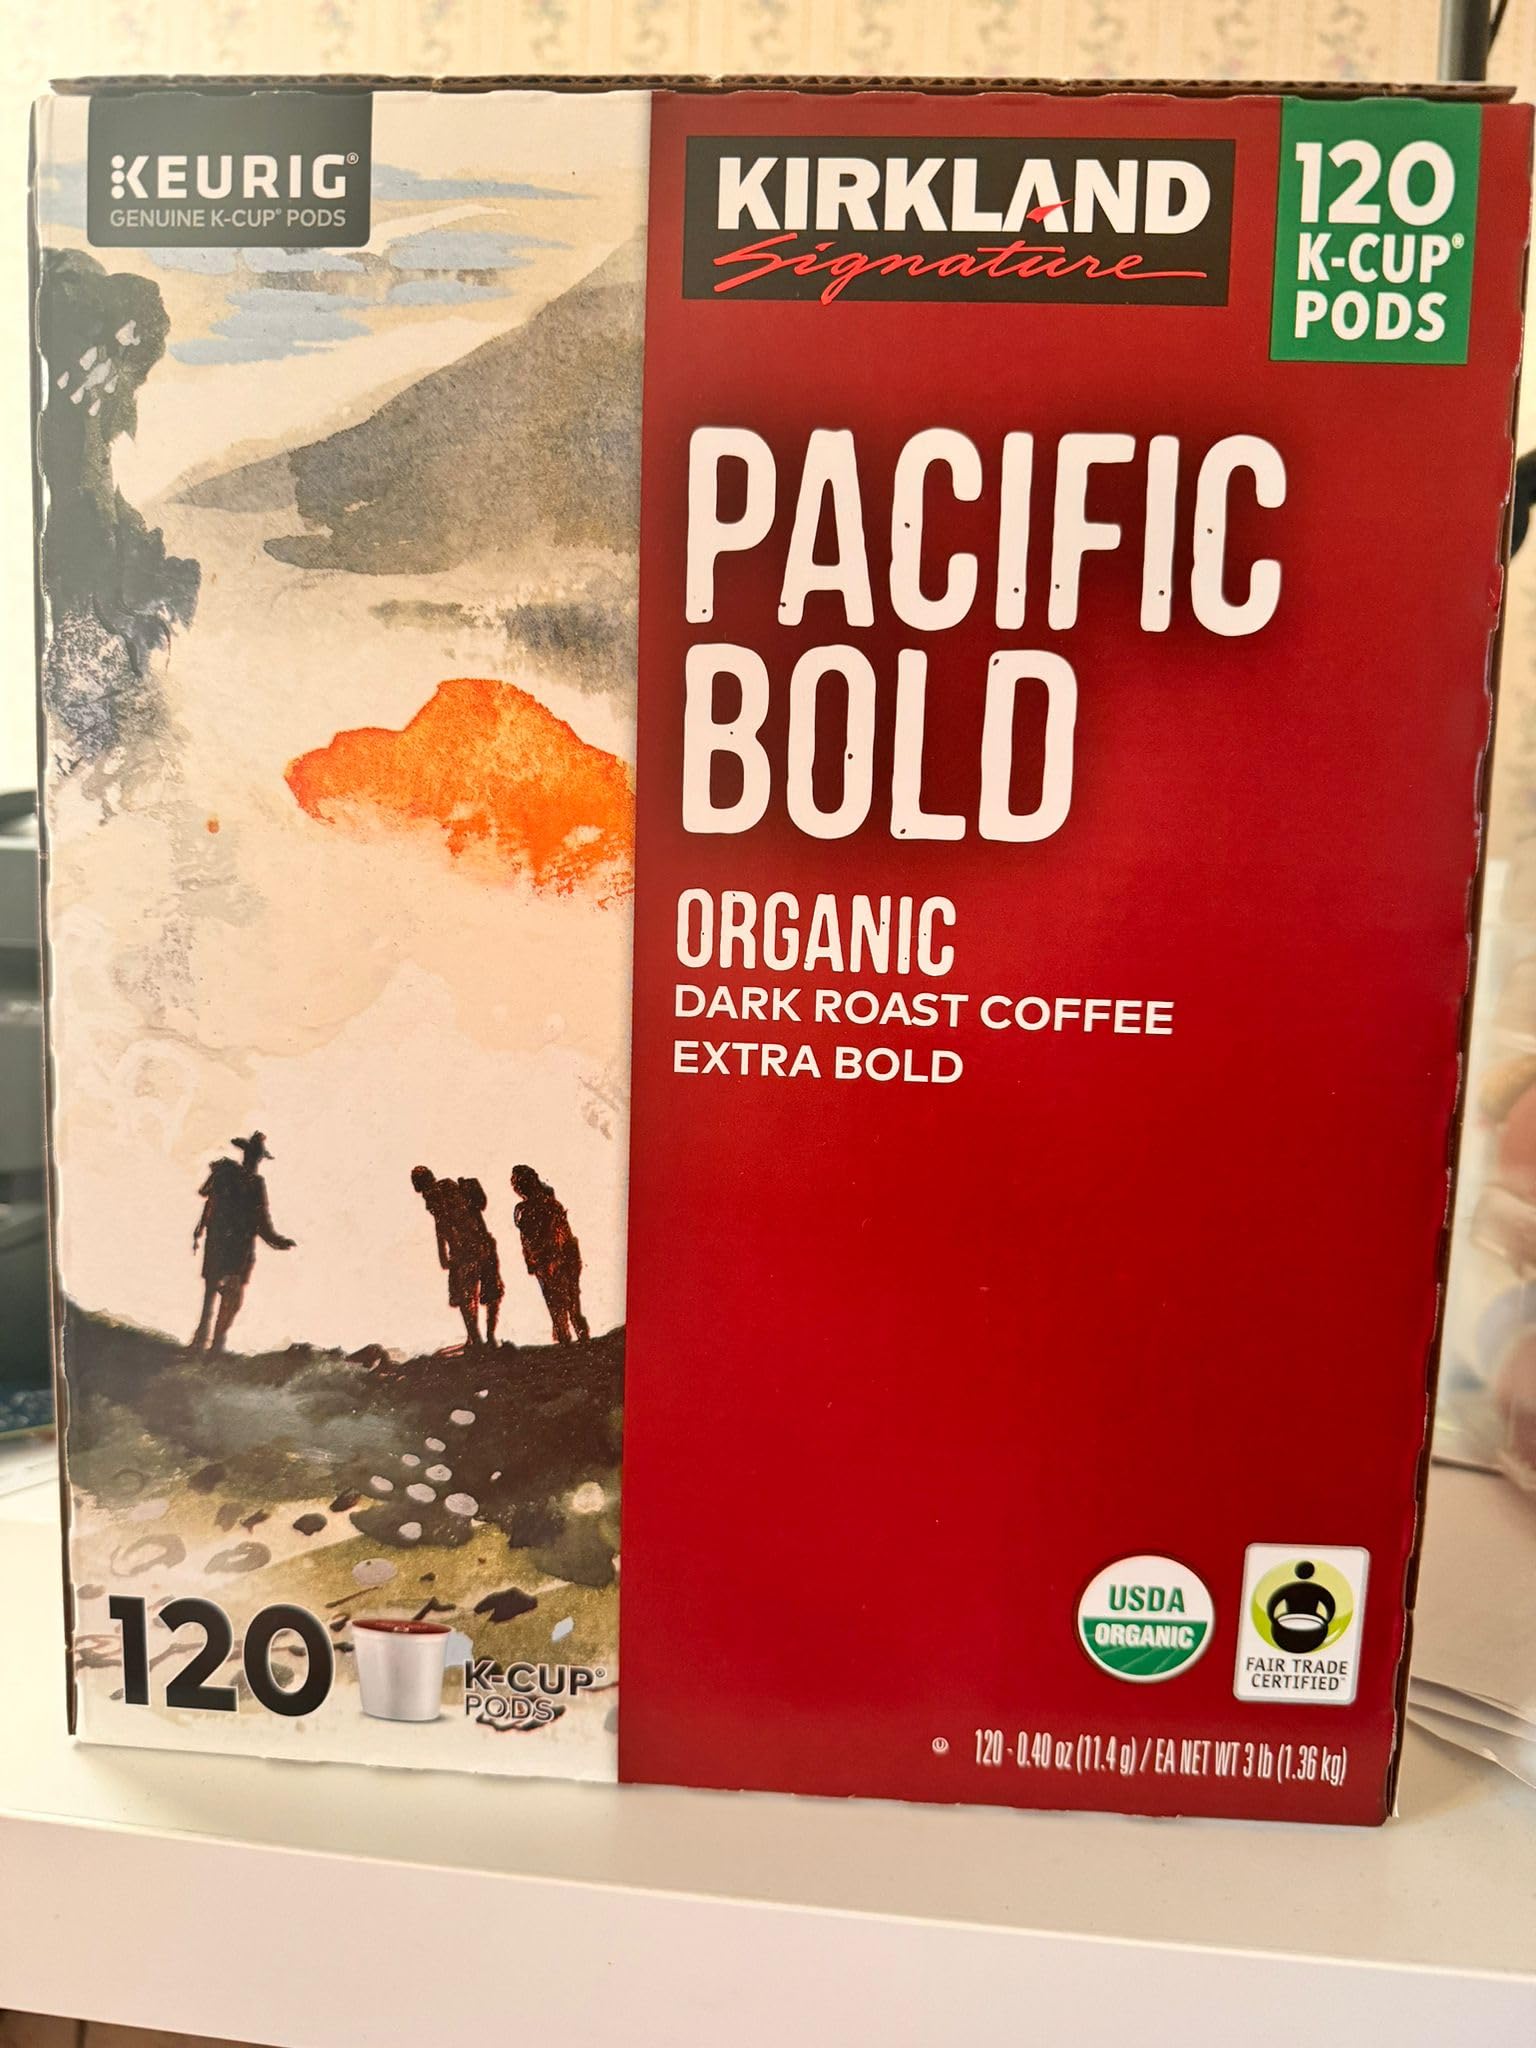 KEURIG®
GENUINE K-CUP® PODS
KIRKLAND
Signature
120
K-CUP®
PODS
PACIFIC
BOLD
ORGANIC
DARK ROAST COFFEE
EXTRA BOLD
120
K-CUP®
PODS
USDA
ORGANIC
FAIR TRADE
CERTIFIED™
Ⓤ 120 - 0.40 oz (11.4 g) / EA NET WT 3 lb (1.36 kg)